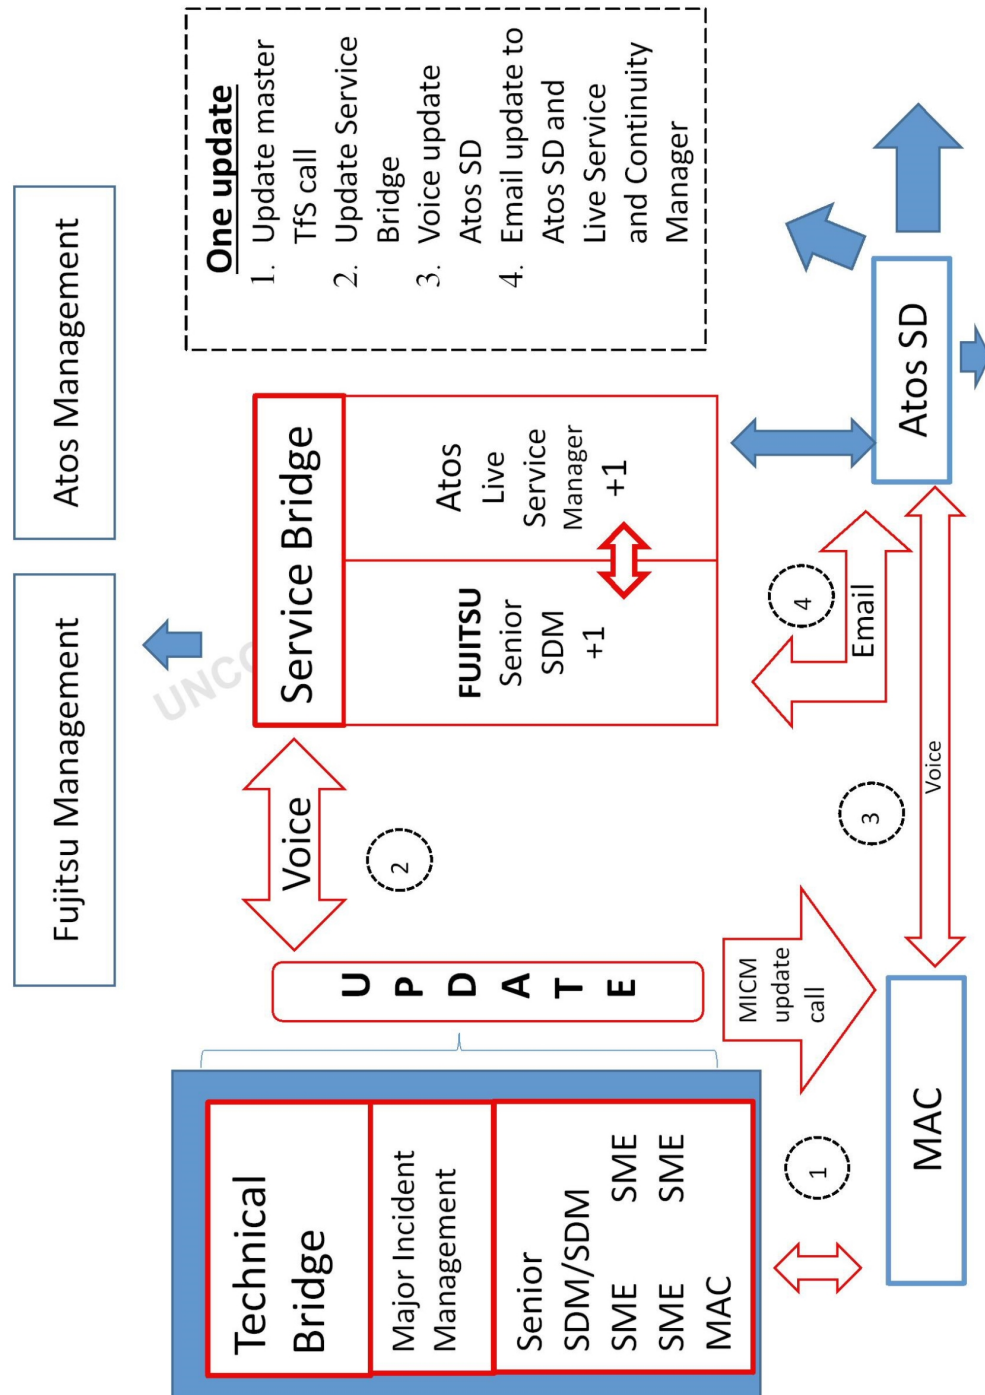 Fujitsu Management
Atos Management
Technical
Bridge
Major Incident
Management
Senior
SDM/SDM
SME SME
SME SME
MAC
U
P
D
A
T
E
Voice
2
Service Bridge
FUJITSU
Senior
SDM
+1
Atos
Live
Service
Manager
+1
One update
1. Update master
TfS call
2. Update Service
Bridge
3. Voice update
Atos SD
4. Email update to
Atos SD and
Live Service
and Continuity
Manager
1
MICM
update
call
MAC
3
Voice
4
Email
Atos SD